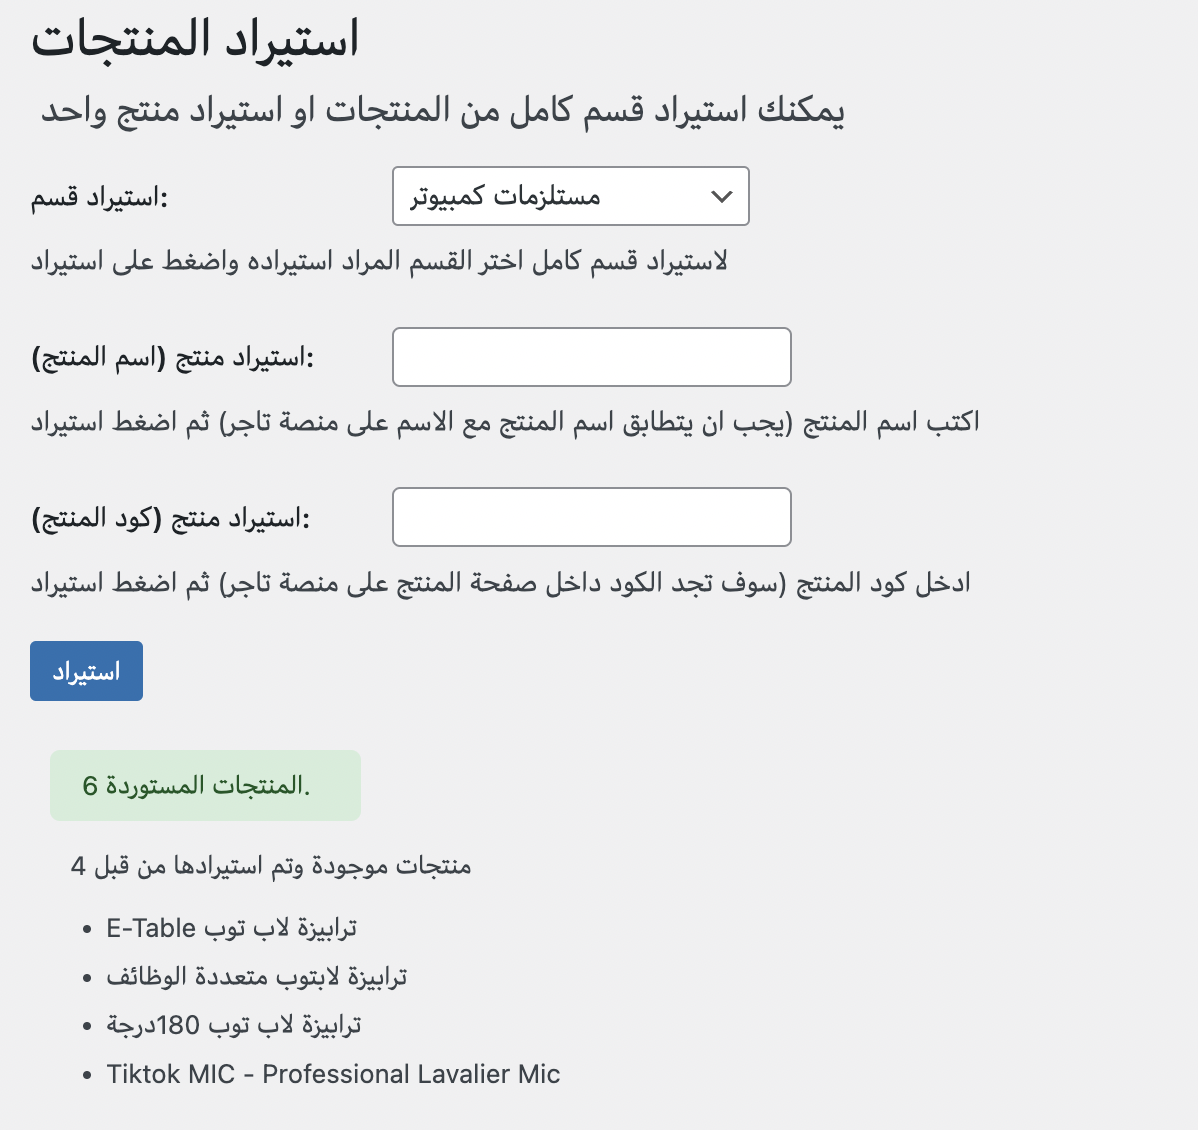 استيراد المنتجات
يمكنك استيراد قسم كامل من المنتجات او استيراد منتج واحد
استيراد قسم:
مستلزمات كمبيوتر
لاستيراد قسم كامل اختر القسم المراد استيراده واضغط على استيراد
استيراد منتج (اسم المنتج):
اكتب اسم المنتج (يجب ان يتطابق اسم المنتج مع الاسم على منصة تاجر) ثم اضغط استيراد
استيراد منتج (كود المنتج):
ادخل كود المنتج (سوف تجد الكود داخل صفحة المنتج على منصة تاجر) ثم اضغط استيراد
استيراد
6 المنتجات المستوردة.
4 منتجات موجودة وتم استيرادها من قبل
• E-Table ترابيزة لاب توب
• ترابيزة لابتوب متعددة الوظائف
• ترابيزة لاب توب 180درجة
• Tiktok MIC - Professional Lavalier Mic